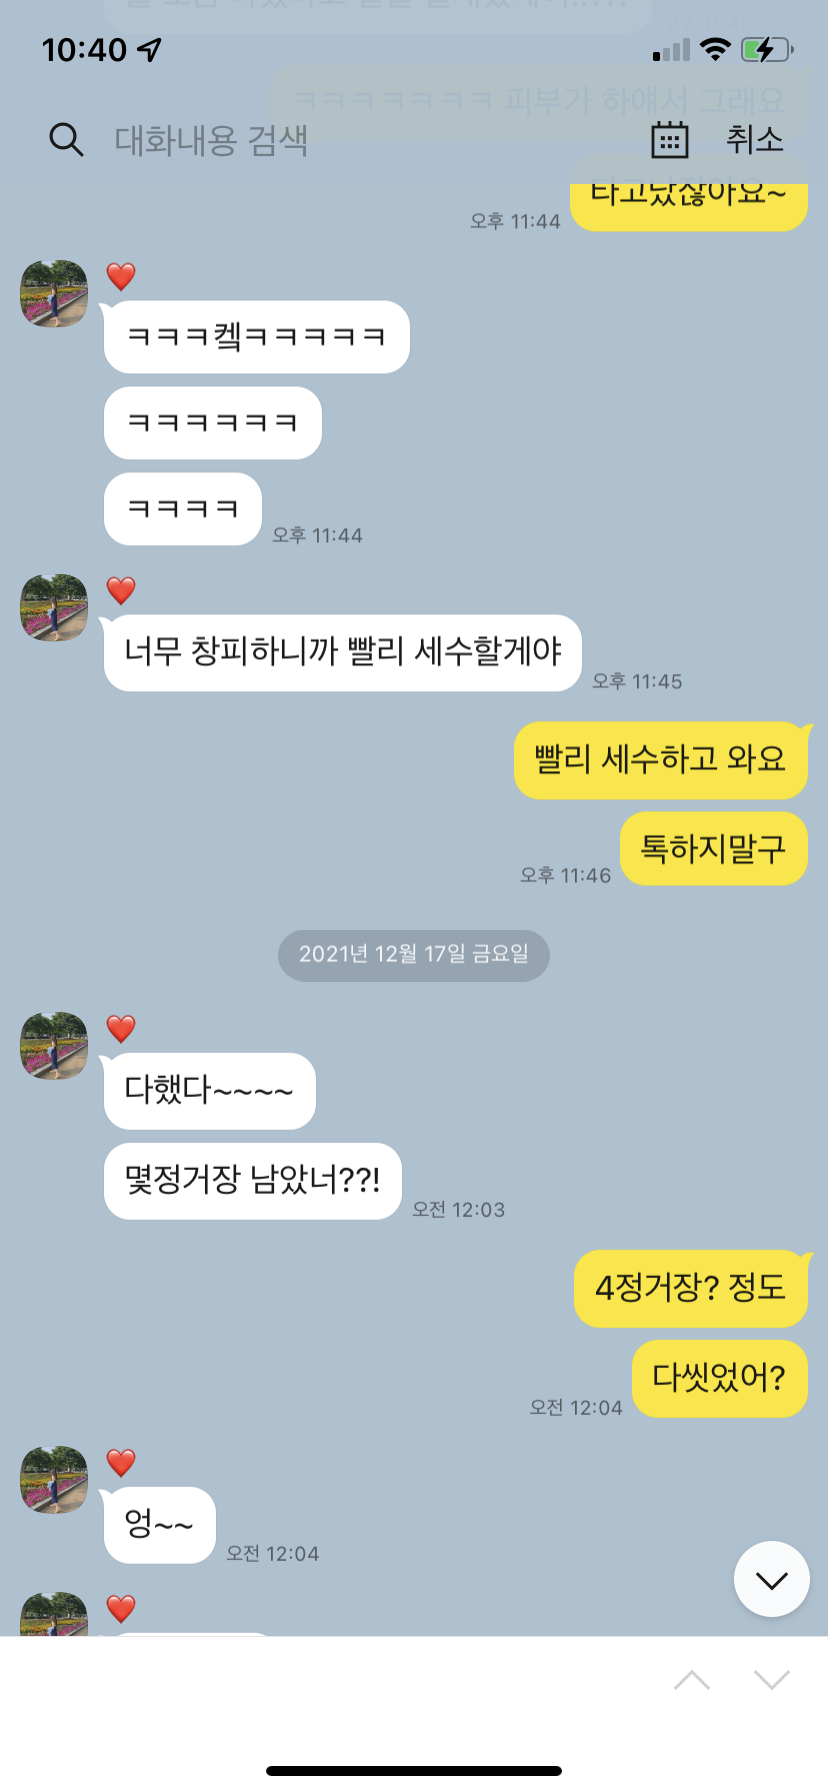 10:40
ㅋㅋㅋㅋㅋㅋㅋ 피부가 하얘서 그래요
대화내용 검색
취소
타고났잖아요~
오후 11:44
ㅋㅋㅋ켘ㅋㅋㅋㅋㅋ
ㅋㅋㅋㅋㅋㅋ
ㅋㅋㅋㅋ
오후 11:44
너무 창피하니까 빨리 세수할게야
오후 11:45
빨리 세수하고 와요
톡하지말구
오후 11:46
2021년 12월 17일 금요일
다했다~~~~
몇정거장 남았너??!
오전 12:03
4정거장? 정도
다씻었어?
오전 12:04
엉~~
오전 12:04